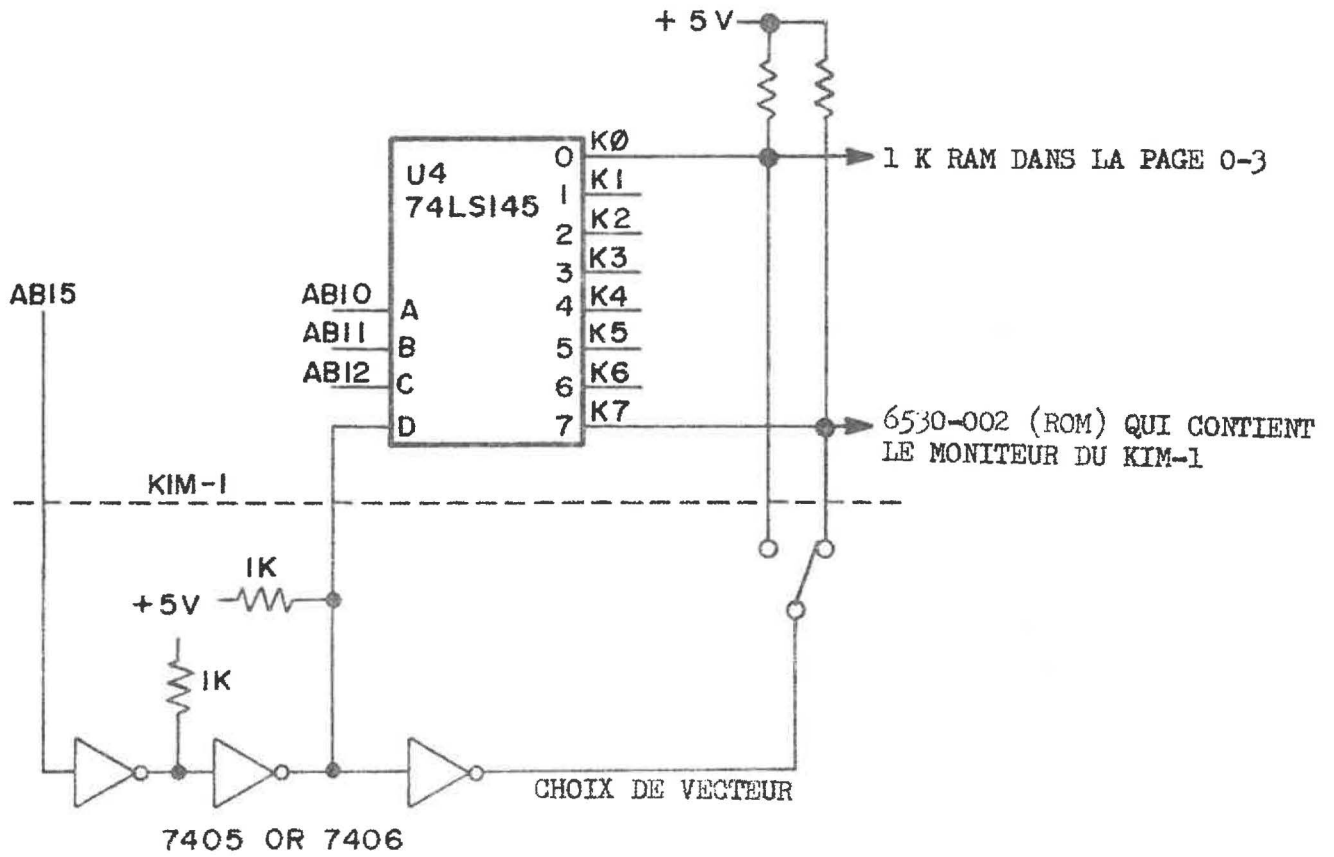 +5V
U4
74LS145
0 KØ
1 K1
2 K2
3 K3
4 K4
5 K5
6 K6
7 K7
1 K RAM DANS LA PAGE 0-3
AB15
AB10 A
AB11 B
AB12 C
D
6530-002 (ROM) QUI CONTIENT
LE MONITEUR DU KIM-1
KIM-1
1K
+5V
1K
CHOIX DE VECTEUR
7405 OR 7406